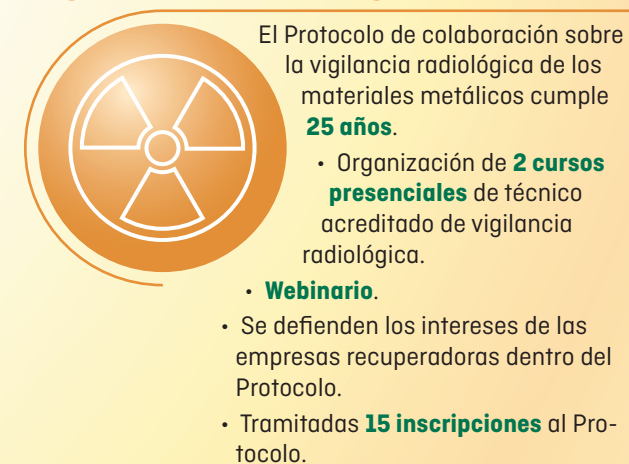 El Protocolo de colaboración sobre
la vigilancia radiológica de los
materiales metálicos cumple
25 años.
• Organización de 2 cursos
presenciales de técnico
acreditado de vigilancia
radiológica.
• Webinario.
• Se defienden los intereses de las
empresas recuperadoras dentro del
Protocolo.
• Tramitadas 15 inscripciones al Pro-
tocolo.